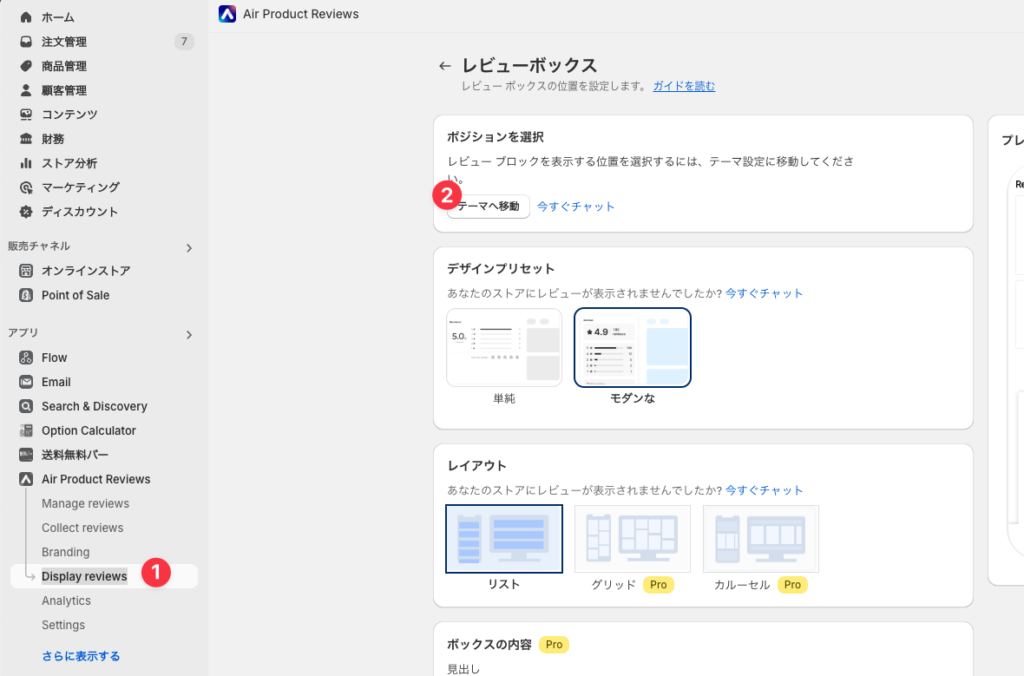 ホーム
注文管理 7
商品管理
顧客管理
コンテンツ
財務
ストア分析
マーケティング
ディスカウント
販売チャネル
オンラインストア
Point of Sale
アプリ
Flow
Email
Search & Discovery
Option Calculator
送料無料バー
Air Product Reviews
Manage reviews
Collect reviews
Branding
Display reviews 1
Analytics
Settings
さらに表示する
Air Product Reviews
レビューボックス
レビュー ボックスの位置を設定します。 ガイドを読む
ポジションを選択
レビュー ブロックを表示する位置を選択するには、テーマ設定に移動してくださ
い。
2
テーマへ移動 今すぐチャット
デザインプリセット
あなたのストアにレビューが表示されませんでしたか? 今すぐチャット
5.0
4.9
単純
モダンな
レイアウト
あなたのストアにレビューが表示されませんでしたか? 今すぐチャット
リスト
グリッド Pro
カルーセル Pro
ボックスの内容 Pro
見出し
プレ
Re